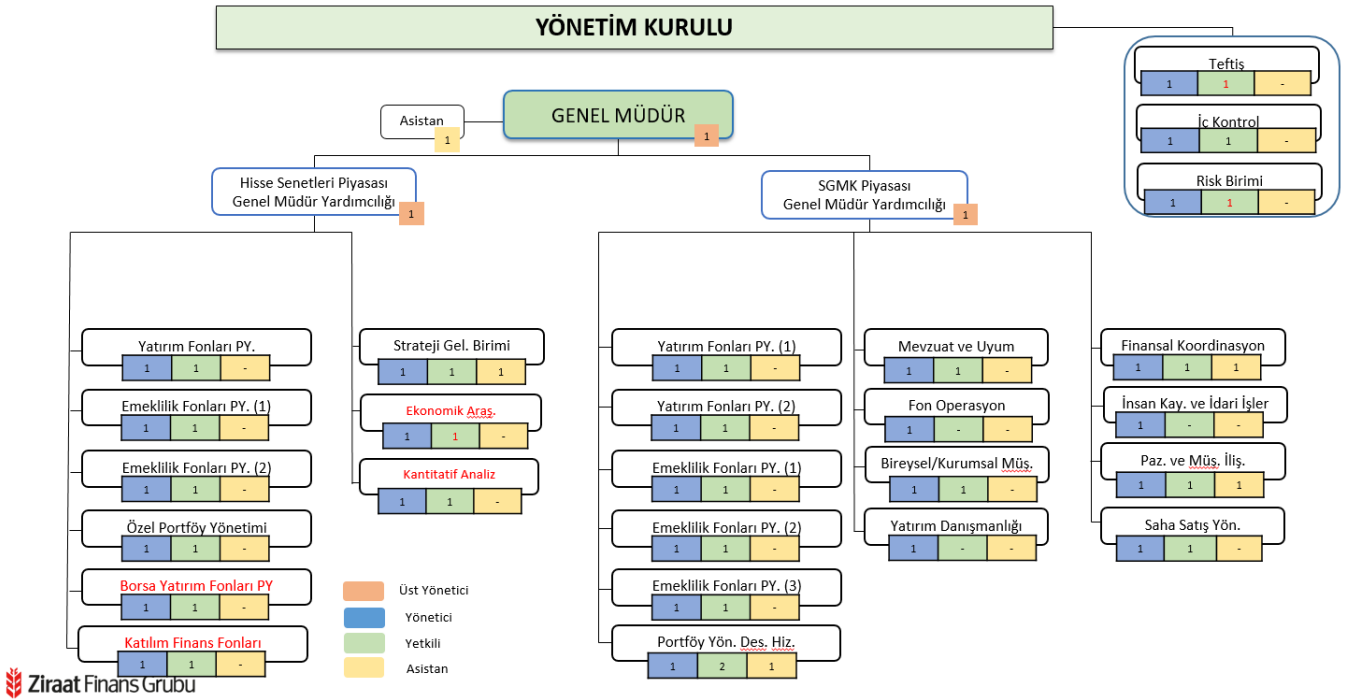 YÖNETİM KURULU
Teftiş
1 1 -
İç Kontrol
1 1 -
Risk Birimi
1 1 -
Asistan
1
GENEL MÜDÜR
1
Hisse Senetleri Piyasası
Genel Müdür Yardımcılığı
1
SGMK Piyasası
Genel Müdür Yardımcılığı
1
Yatırım Fonları PY.
1 1 -
Emeklilik Fonları PY. (1)
1 1 -
Emeklilik Fonları PY. (2)
1 1 -
Özel Portföy Yönetimi
1 1 -
Borsa Yatırım Fonları PY
1 1 -
Katılım Finans Fonları
1 1 -
Strateji Gel. Birimi
1 1 1
Ekonomik Araş.
1 1 -
Kantitatif Analiz
1 1 -
Üst Yönetici
Yönetici
Yetkili
Asistan
Yatırım Fonları PY. (1)
1 1 -
Yatırım Fonları PY. (2)
1 1 -
Emeklilik Fonları PY. (1)
1 1 -
Emeklilik Fonları PY. (2)
1 1 -
Emeklilik Fonları PY. (3)
1 1 -
Portföy Yön. Des. Hiz.
1 2 1
Mevzuat ve Uyum
1 1 -
Fon Operasyon
1 - -
Bireysel/Kurumsal Müş.
1 1 -
Yatırım Danışmanlığı
1 - -
Finansal Koordinasyon
1 1 1
İnsan Kay. ve İdari İşler
1 - -
Paz. ve Müş. İliş.
1 1 1
Saha Satış Yön.
1 1 -
Ziraat Finans Grubu